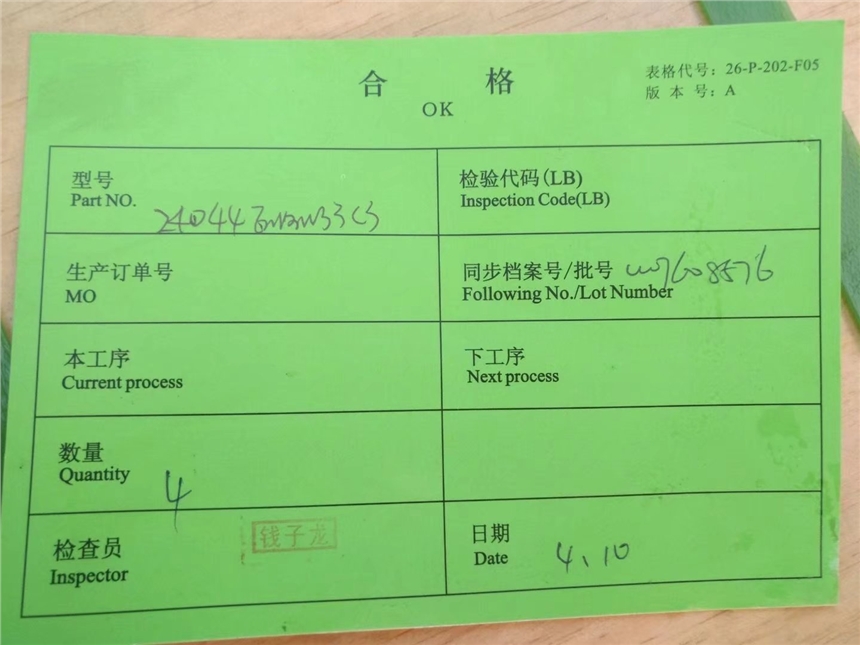 合 格
OK
表格代号：26-P-202-F05
版 本 号：A
型号
Part NO.
检验代码(LB)
Inspection Code(LB)
生产订单号
MO
同步档案号/批号
Following No./Lot Number
本工序
Current process
下工序
Next process
数量
Quantity 4
检查员
Inspector
钱子龙
日期
Date 4、10